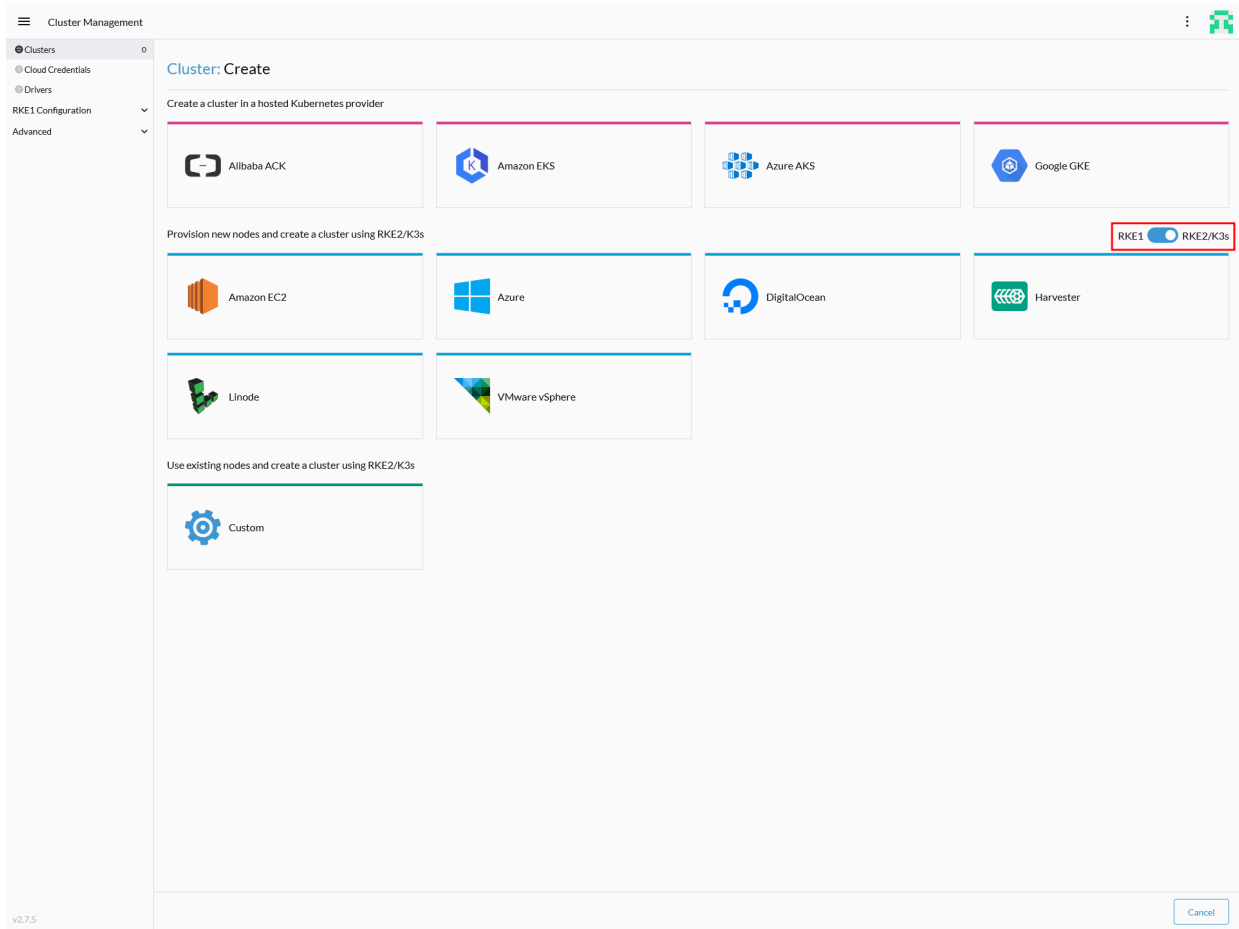 Cluster Management
Clusters 0
Cloud Credentials
Drivers
RKE1 Configuration
Advanced
Cluster: Create
Create a cluster in a hosted Kubernetes provider
Alibaba ACK
K
Amazon EKS
Azure AKS
Google GKE
Provision new nodes and create a cluster using RKE2/K3s
RKE1 RKE2/K3s
Amazon EC2
Azure
DigitalOcean
Harvester
Linode
VMware vSphere
Use existing nodes and create a cluster using RKE2/K3s
Custom
v2.7.5
Cancel